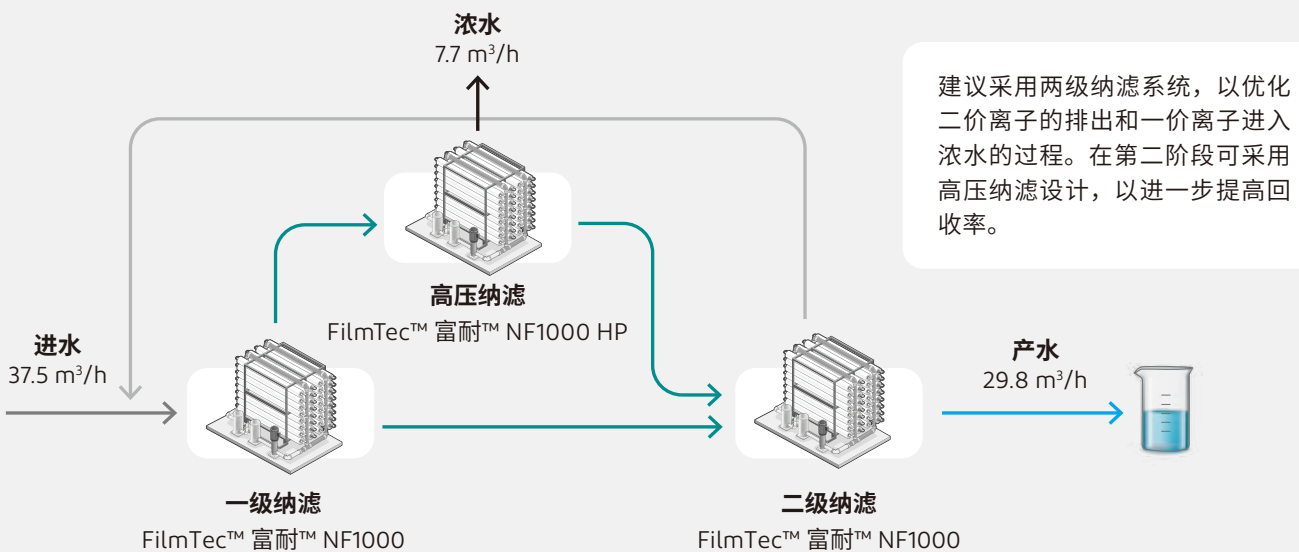 浓水
7.7 m³/h
建议采用两级纳滤系统，以优化
二价离子的排出和一价离子进入
浓水的过程。在第二阶段可采用
高压纳滤设计，以进一步提高回
收率。
高压纳滤
FilmTec™ 富耐™ NF1000 HP
进水
37.5 m³/h
产水
29.8 m³/h
一级纳滤
FilmTec™ 富耐™ NF1000
二级纳滤
FilmTec™ 富耐™ NF1000